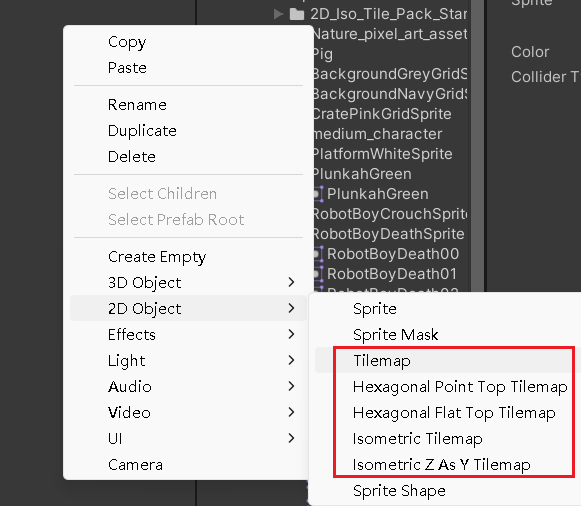 2D_Iso_Tile_Pack_Star
Nature_pixel_art_asset
Pig
BackgroundGreyGridS
BackgroundNavyGridS
CratePinkGridSprite
medium_character
PlatformWhiteSprite
PlunkahGreen
PlunkahGreen
RobotBoyCrouchSprite
RobotBoyDeathSprite
RobotBoyDeath00
RobotBoyDeath01
Sprite
Color
Collider T
Copy
Paste
Rename
Duplicate
Delete
Select Children
Select Prefab Root
Create Empty
3D Object
2D Object
Effects
Light
Audio
Video
UI
Camera
Sprite
Sprite Mask
Tilemap
Hexagonal Point Top Tilemap
Hexagonal Flat Top Tilemap
Isometric Tilemap
Isometric Z As Y Tilemap
Sprite Shape